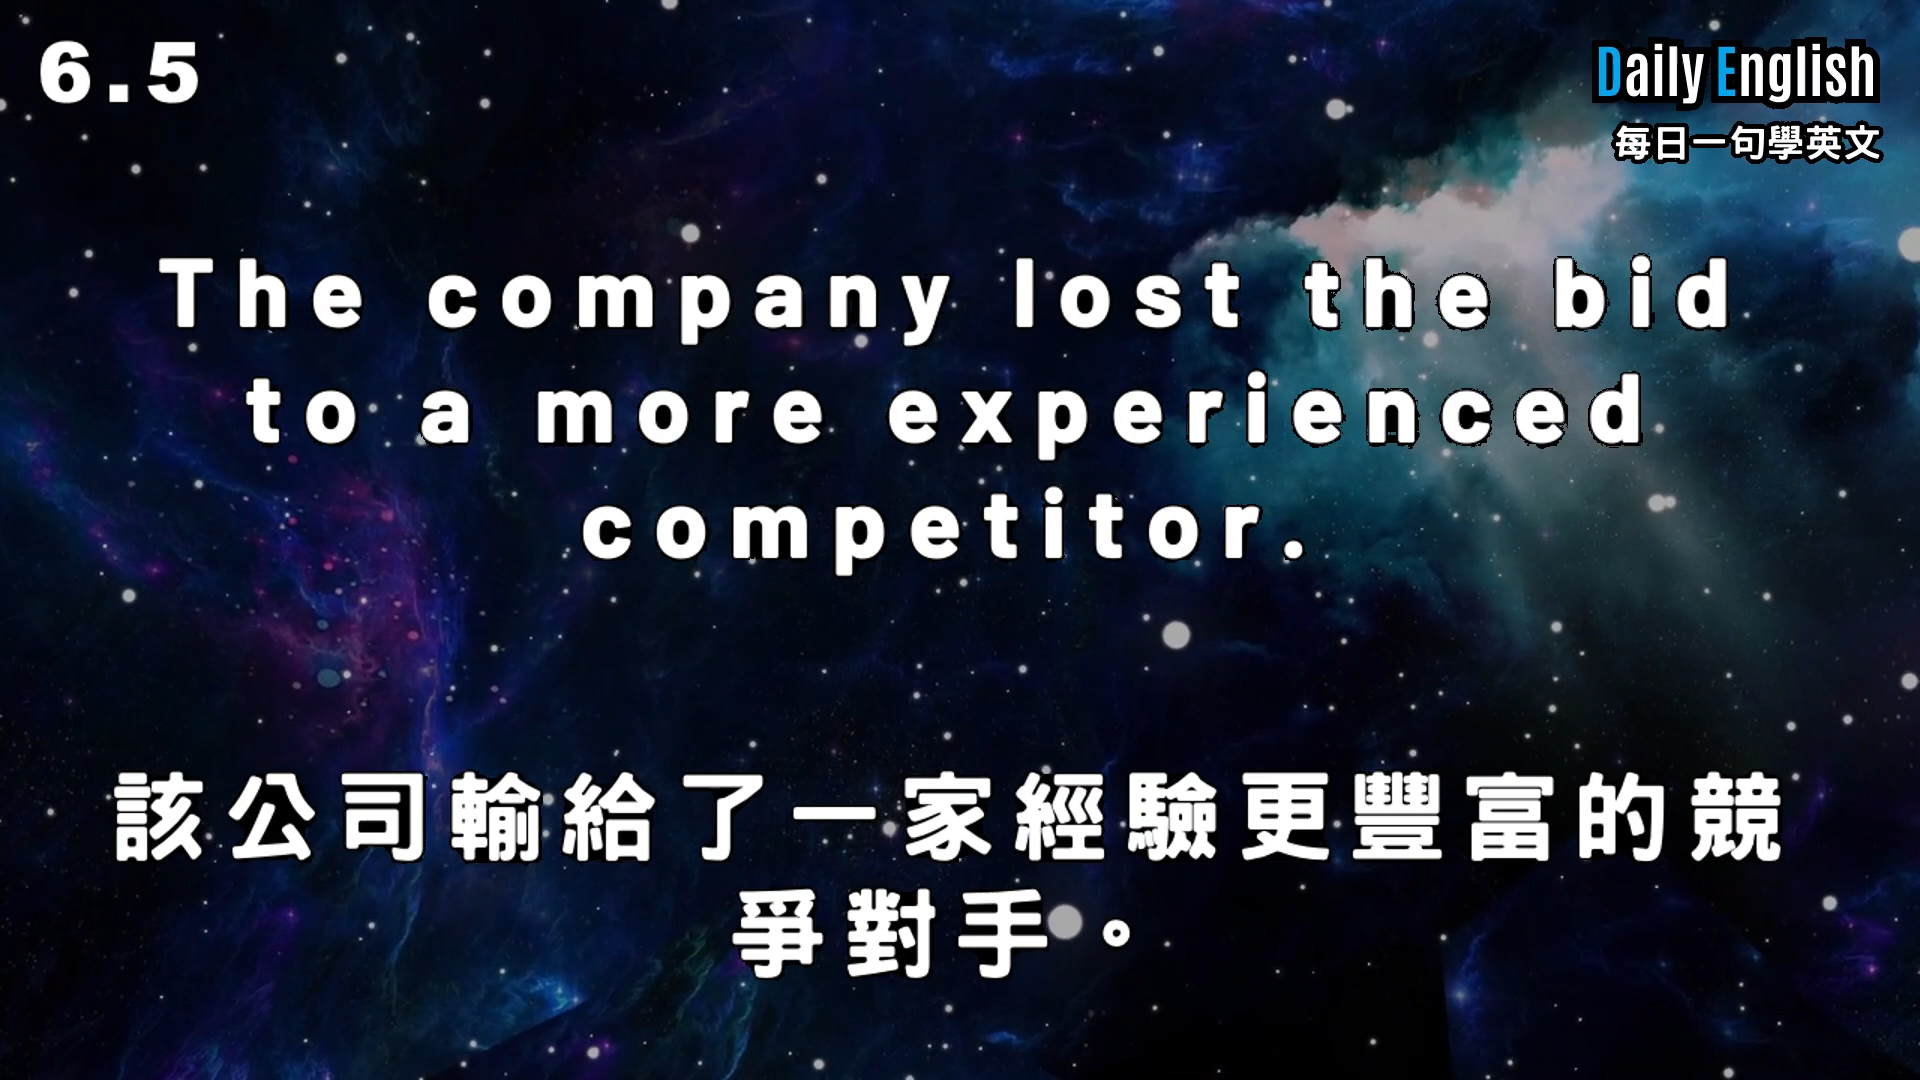 6.5
Daily English
每日一句學英文
The company lost the bid
to a more experienced
competitor.
該公司輸給了一家經驗更豐富的競
爭對手。